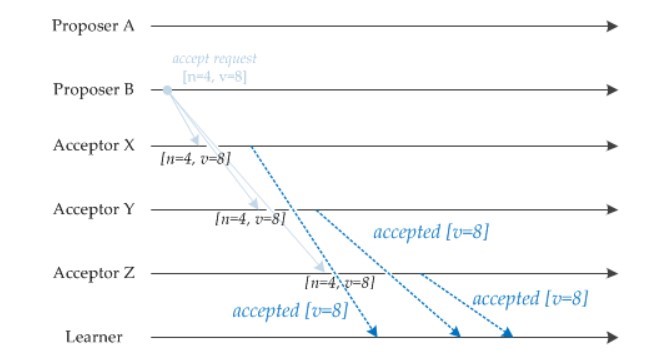 Proposer A
accept request
[n=4, v=8]
Proposer B
Acceptor X
[n=4, v=8]
Acceptor Y
[n=4, v=8]
accepted [v=8]
Acceptor Z
[n=4, v=8]
accepted [v=8]
accepted [v=8]
Learner